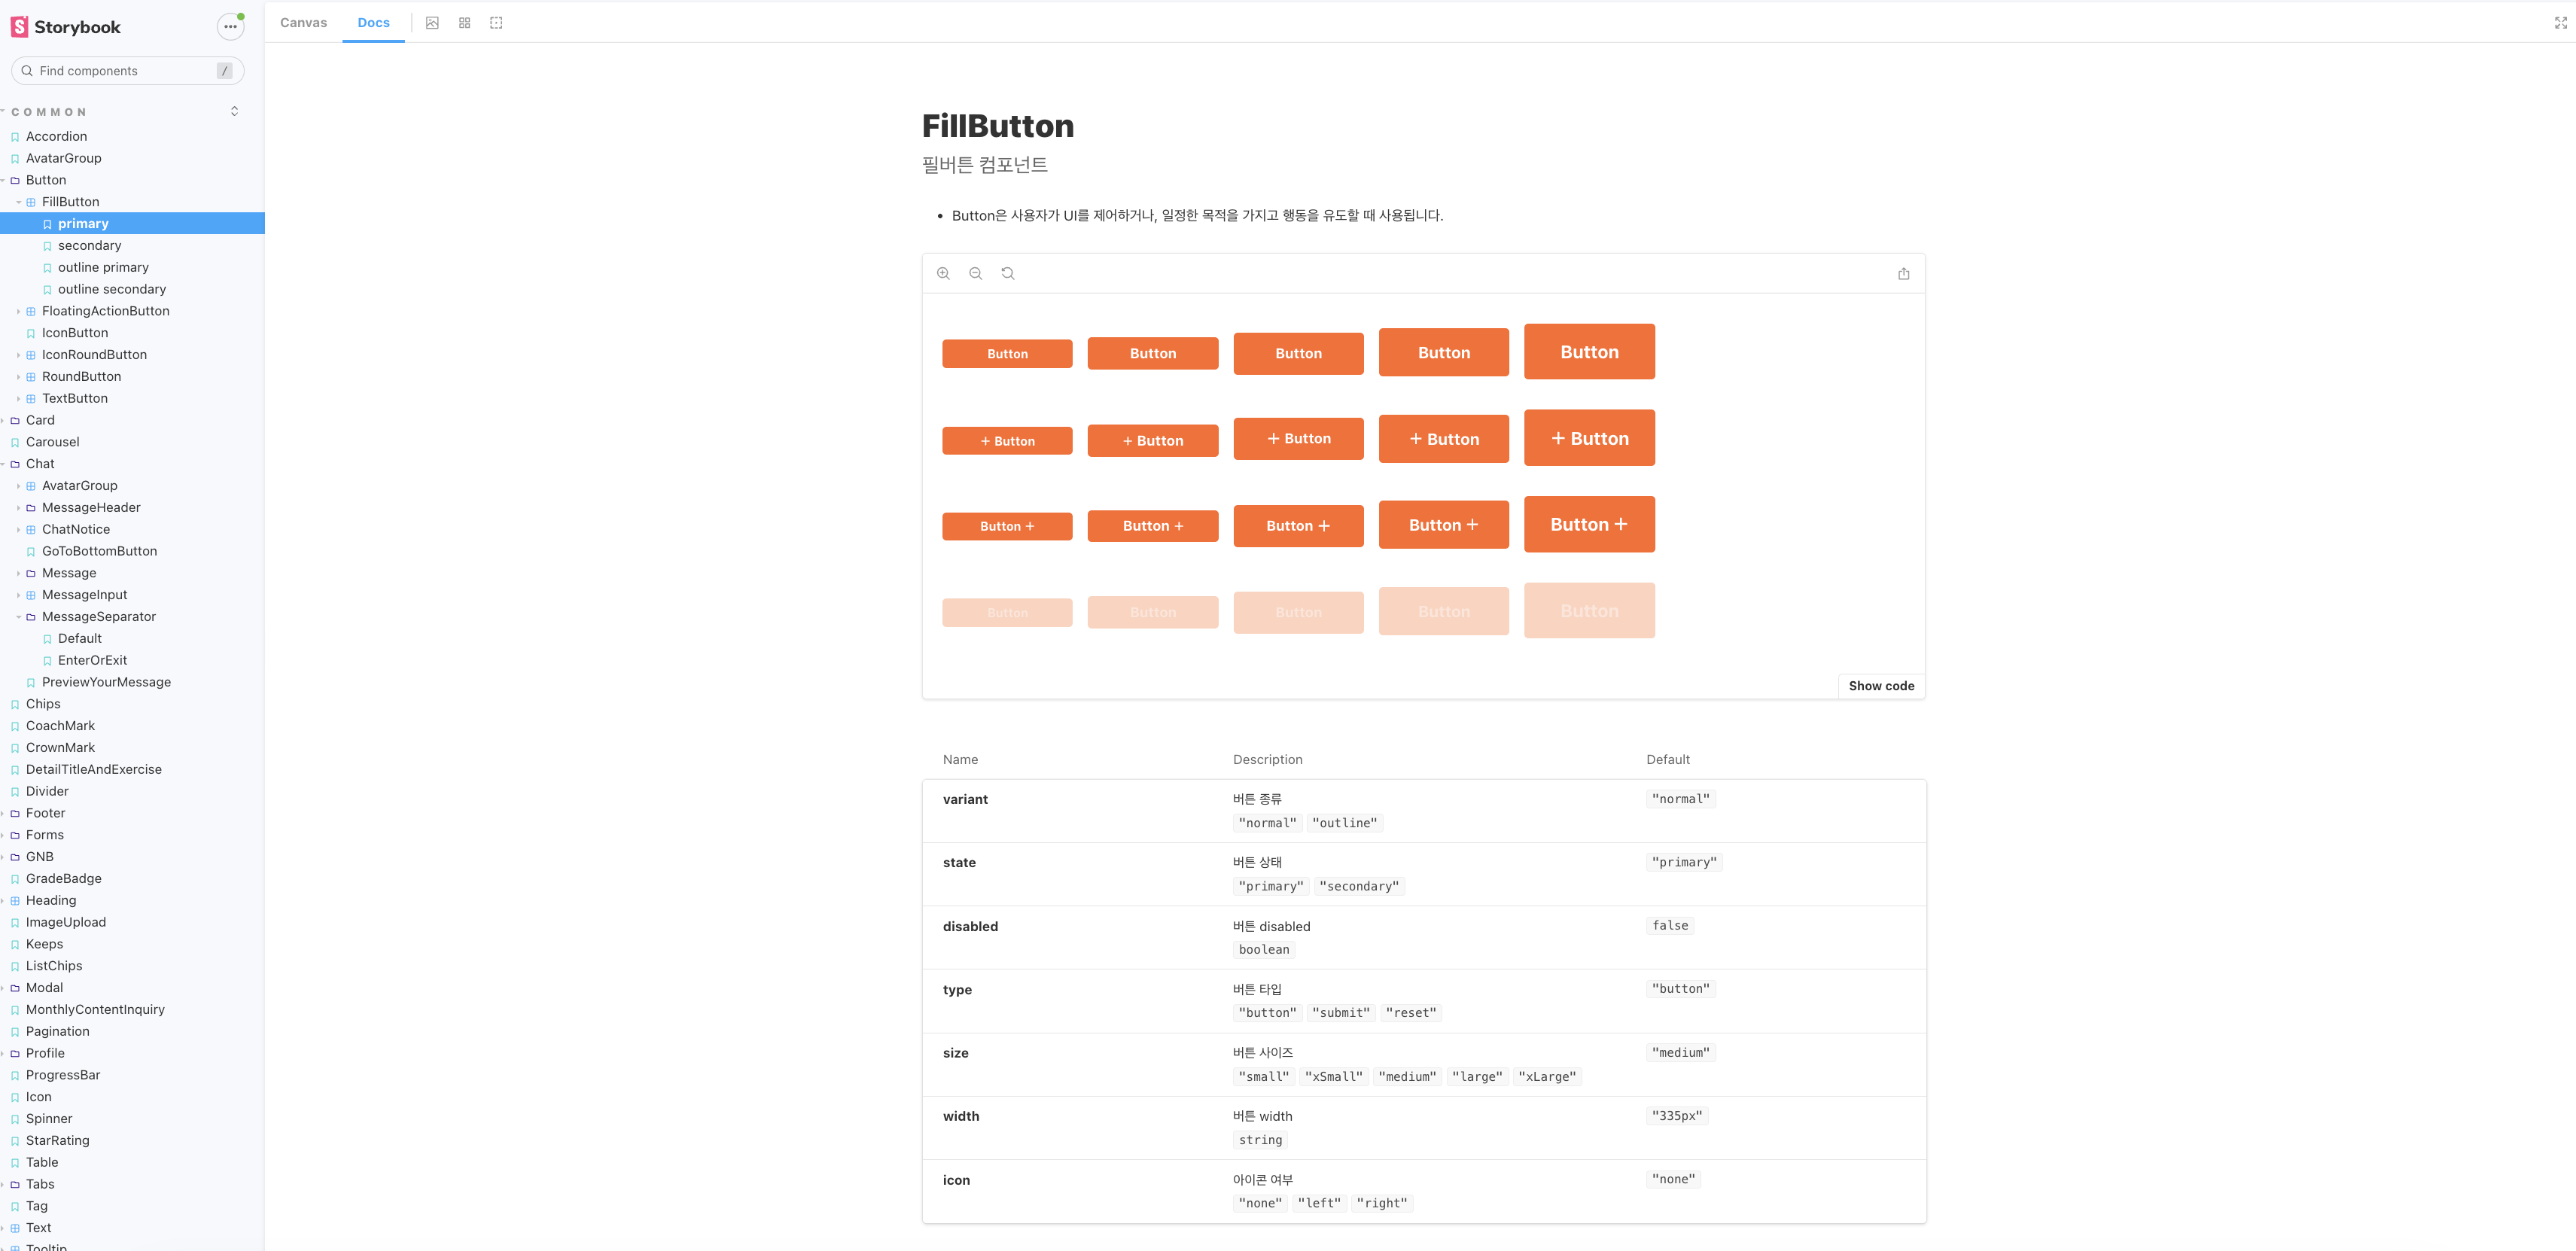 Storybook
Find components
/
COMMON
Accordion
AvatarGroup
Button
FillButton
primary
secondary
outline primary
outline secondary
FloatingActionButton
IconButton
IconRoundButton
RoundButton
TextButton
Card
Carousel
Chat
AvatarGroup
MessageHeader
ChatNotice
GoToBottomButton
Message
MessageInput
MessageSeparator
Default
EnterOrExit
PreviewYourMessage
Chips
CoachMark
CrownMark
DetailTitleAndExercise
Divider
Footer
Forms
GNB
GradeBadge
Heading
ImageUpload
Keeps
ListChips
Modal
MonthlyContentInquiry
Pagination
Profile
ProgressBar
Icon
Spinner
StarRating
Table
Tabs
Tag
Text
Tooltip
Canvas Docs
FillButton
필버튼 컴포넌트
• Button은 사용자가 UI를 제어하거나, 일정한 목적을 가지고 행동을 유도할 때 사용됩니다.
Button Button Button Button Button
+ Button + Button + Button + Button + Button
Button + Button + Button + Button + Button +
Button Button Button Button Button
Show code
Name Description Default
variant 버튼 종류 "normal"
"normal" "outline"
state 버튼 상태 "primary"
"primary" "secondary"
disabled 버튼 disabled false
boolean
type 버튼 타입 "button"
"button" "submit" "reset"
size 버튼 사이즈 "medium"
"small" "xSmall" "medium" "large" "xLarge"
width 버튼 width "335px"
string
icon 아이콘 여부 "none"
"none" "left" "right"